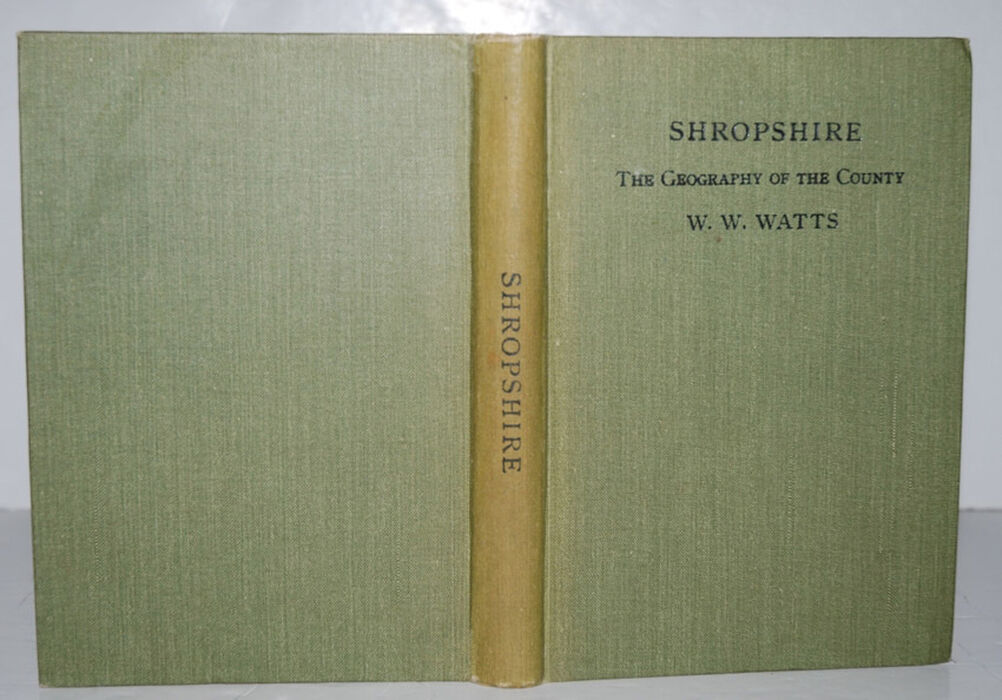 SHROPSHIRE
SHROPSHIRE
THE GEOGRAPHY OF THE COUNTY
W. W. WATTS